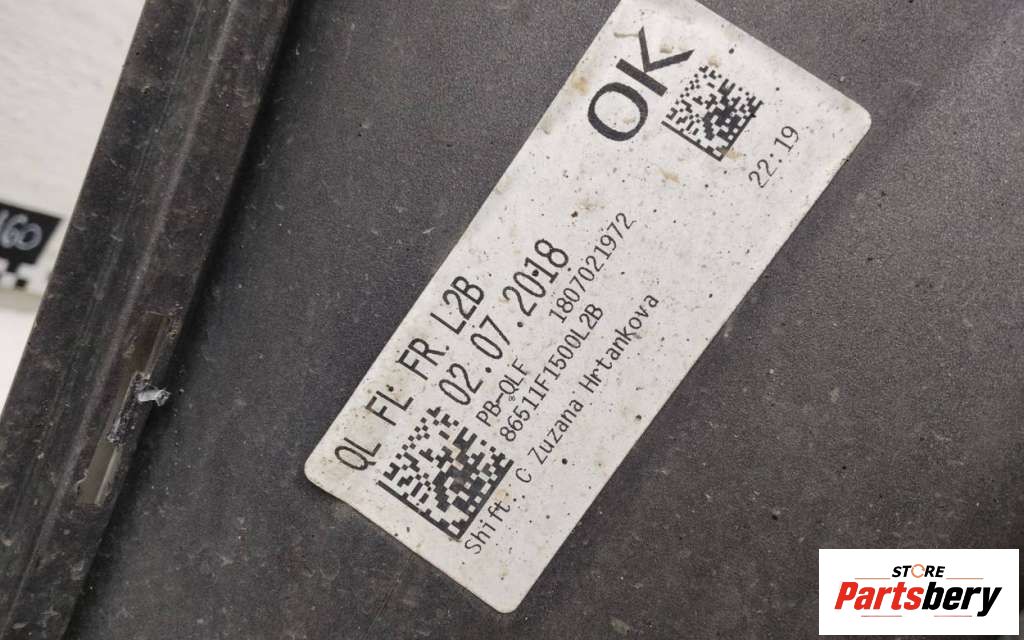 OK
22:19
QL FL FR. L2B
02.07.2018
PB-QLF 1807021972
86511F1500L2B
Shift: C Zuzana Hrtankova
160
STORE
Partsbery